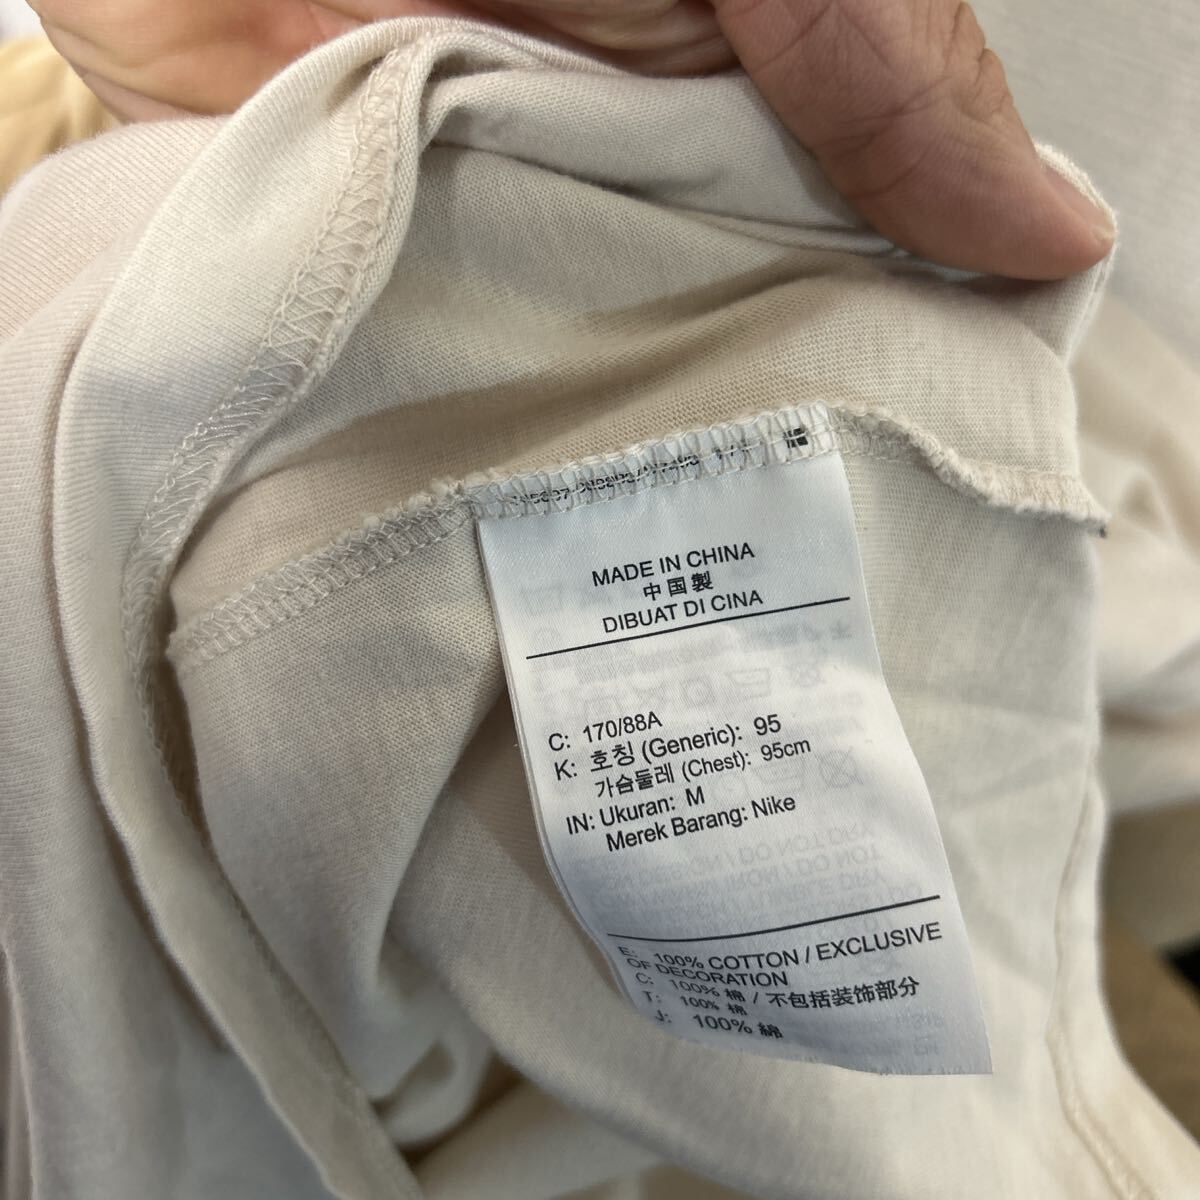 MADE IN CHINA
中国製
DIBUAT DI CINA
C: 170/88A
K: 호칭 (Generic): 95
가슴둘레 (Chest): 95cm
IN: Ukuran: M
Merek Barang: Nike
E: 100% COTTON / EXCLUSIVE
OF DECORATION
C: 100% 棉 / 不包括装饰部分
T: 100% 棉
J: 100% 綿